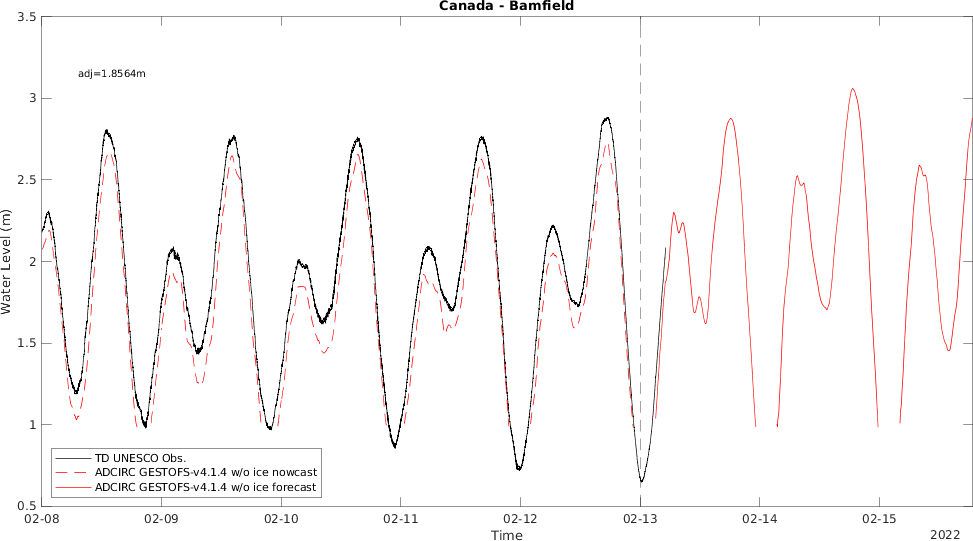 Canada - Bamfield
3.5
adj=1.8564m
3
2.5
2
1.5
1
0.5
Water Level (m)
TD UNESCO Obs.
ADCIRC GESTOFS-v4.1.4 w/o ice nowcast
ADCIRC GESTOFS-v4.1.4 w/o ice forecast
02-08 02-09 02-10 02-11 02-12 02-13 02-14 02-15
Time
2022